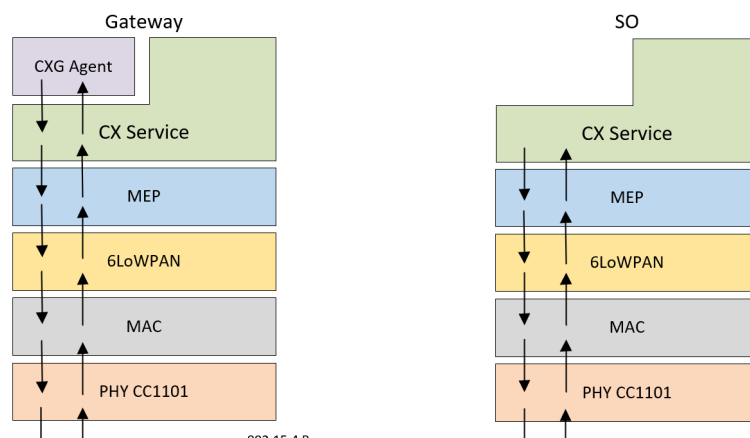 Gateway
SO
CXG Agent
CX Service
CX Service
MEP
MEP
6LoWPAN
6LoWPAN
MAC
MAC
PHY CC1101
PHY CC1101